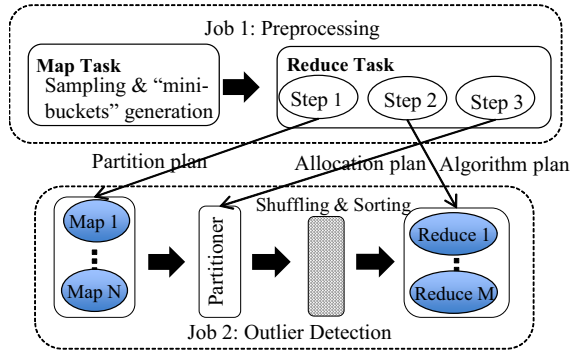 Job 1: Preprocessing
Map Task
Sampling & “mini-
buckets” generation
Reduce Task
Step 1
Step 2
Step 3
Partition plan
Allocation plan
Algorithm plan
Shuffling & Sorting
Map 1
Map N
Partitioner
Reduce 1
Reduce M
Job 2: Outlier Detection